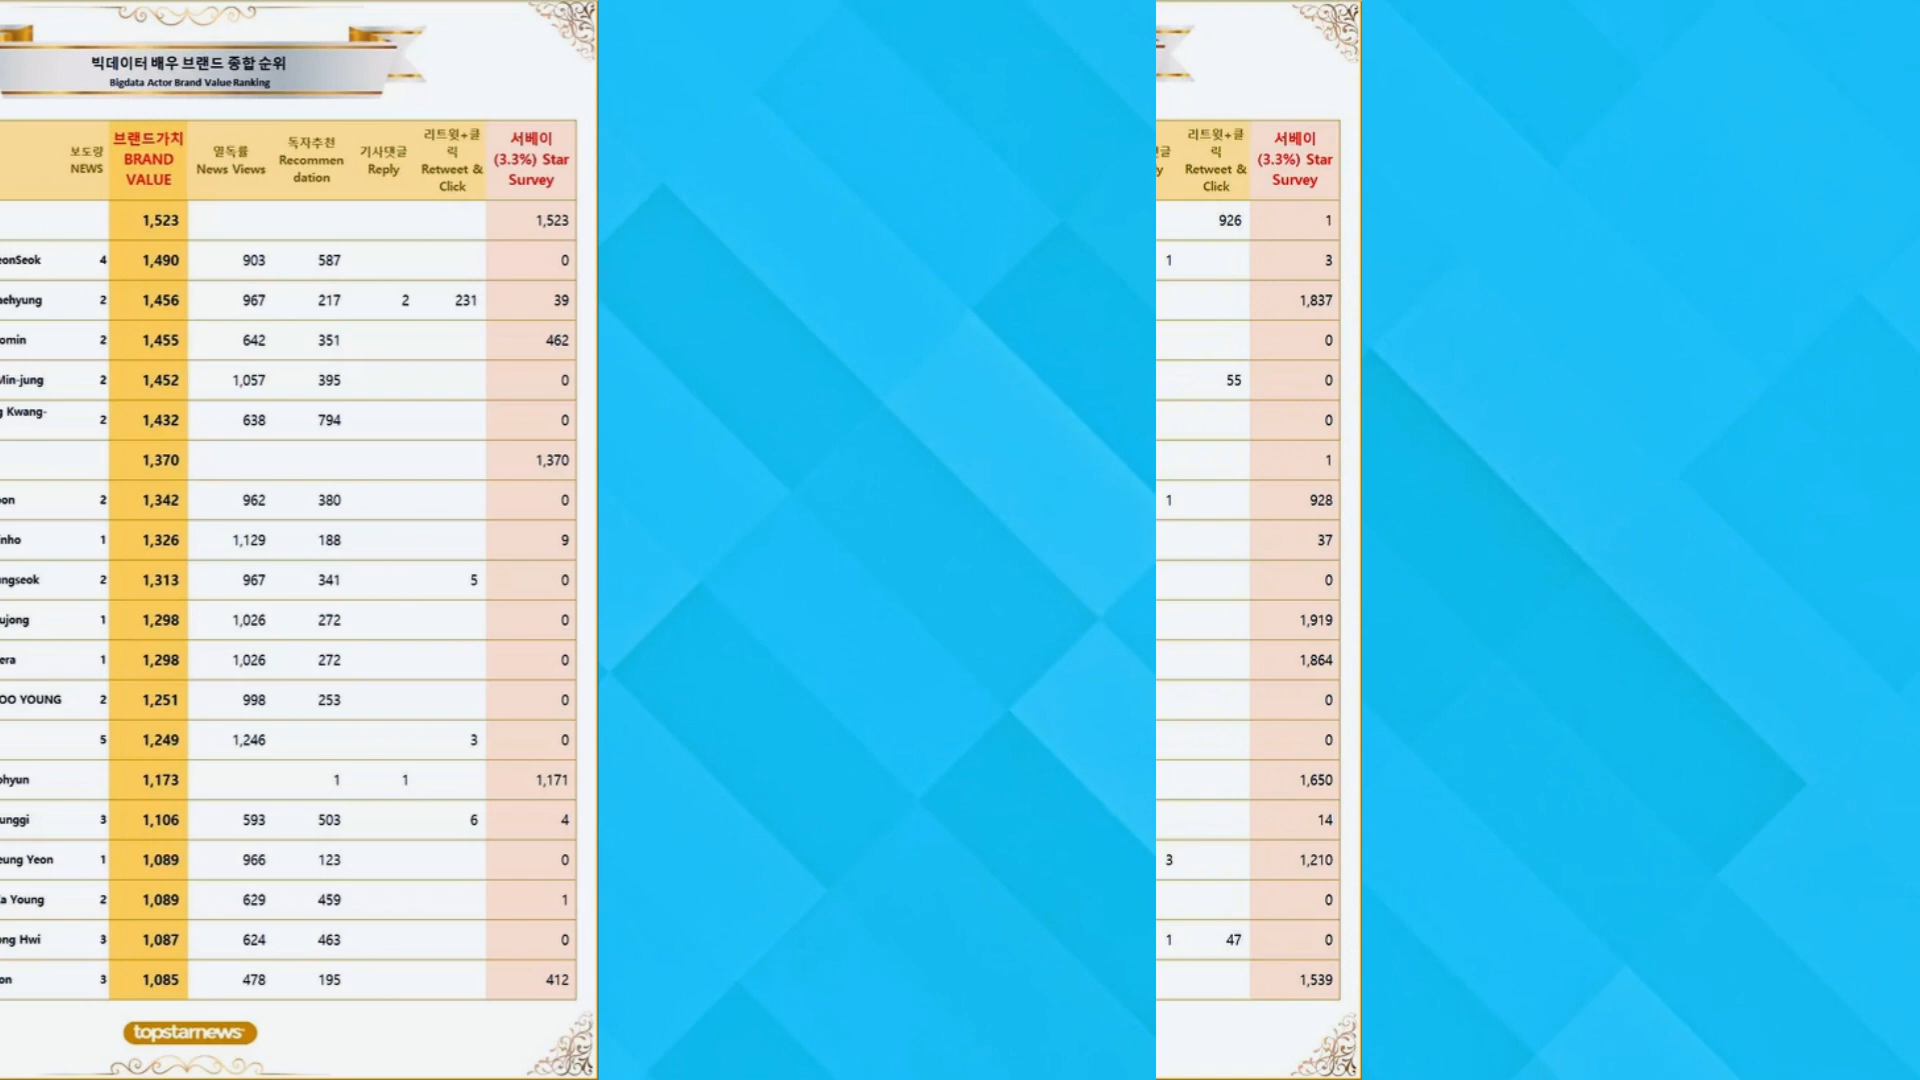 빅데이터 배우 브랜드 종합 순위
Bigdata Actor Brand Value Ranking
보도량 NEWS 브랜드가치 BRAND VALUE 열독률 News Views 독자추천 Recommendation 기사댓글 Reply 리트윗+클릭 Retweet & Click 서베이 (3.3%) Star Survey
1,523 1,523
eonSeok 4 1,490 903 587 0
aehyung 2 1,456 967 217 2 231 39
omin 2 1,455 642 351 462
Min-jung 2 1,452 1,057 395 0
g Kwang- 2 1,432 638 794 0
1,370 1,370
on 2 1,342 962 380 0
inho 1 1,326 1,129 188 9
ngseok 2 1,313 967 341 5 0
ujong 1 1,298 1,026 272 0
era 1 1,298 1,026 272 0
OO YOUNG 2 1,251 998 253 0
5 1,249 1,246 3 0
ohyun 1,173 1 1 1,171
unggi 3 1,106 593 503 6 4
eung Yeon 1 1,089 966 123 0
a Young 2 1,089 629 459 1
ng Hwi 3 1,087 624 463 0
on 3 1,085 478 195 412
topstarnews
글 y 리트윗+클릭 Retweet & Click 서베이 (3.3%) Star Survey
926 1
1 3
1,837
0
55 0
0
1
1 928
37
0
1,919
1,864
0
0
1,650
14
3 1,210
0
1 47 0
1,539